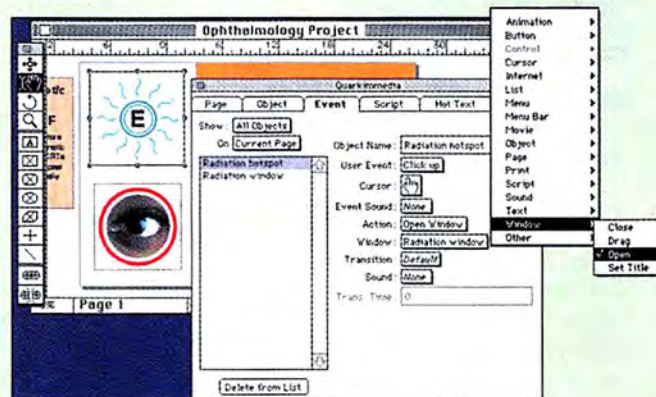 Ophthalmology Project
E
Page 1
QuarkImmedia
Page
Object
Event
Script
Hot Text
Show: All Objects
On Current Page
Radiation hotspot
Radiation window
Delete from List
Object Name: Radiation hotspot
User Event: Click up
Cursor:
Event Sound: None
Action: Open Window
Window: Radiation window
Transition: Default
Sound: None
Trans. Time: 0
Animation
Button
Control
Cursor
Internet
List
Menu
Menu Bar
Movie
Object
Page
Print
Script
Sound
Text
Window
Other
Close
Drag
✓ Open
Set Title